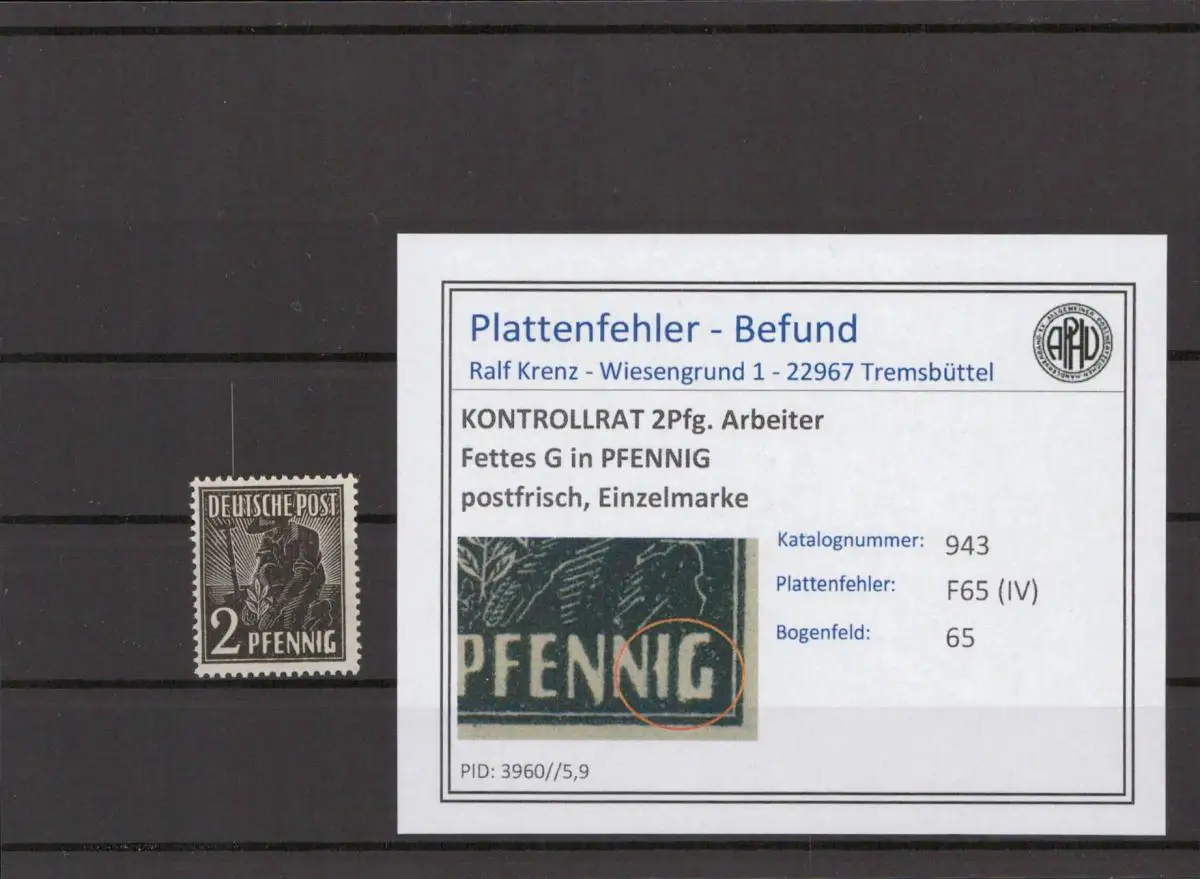 DEUTSCHE POST
2 PFENNIG
Plattenfehler - Befund
Ralf Krenz - Wiesengrund 1 - 22967 Tremsbüttel
APHV
KONTROLLRAT 2Pfg. Arbeiter
Fettes G in PFENNIG
postfrisch, Einzelmarke
PFENNIG
Katalognummer: 943
Plattenfehler: F65 (IV)
Bogenfeld: 65
PID: 3960//5,9